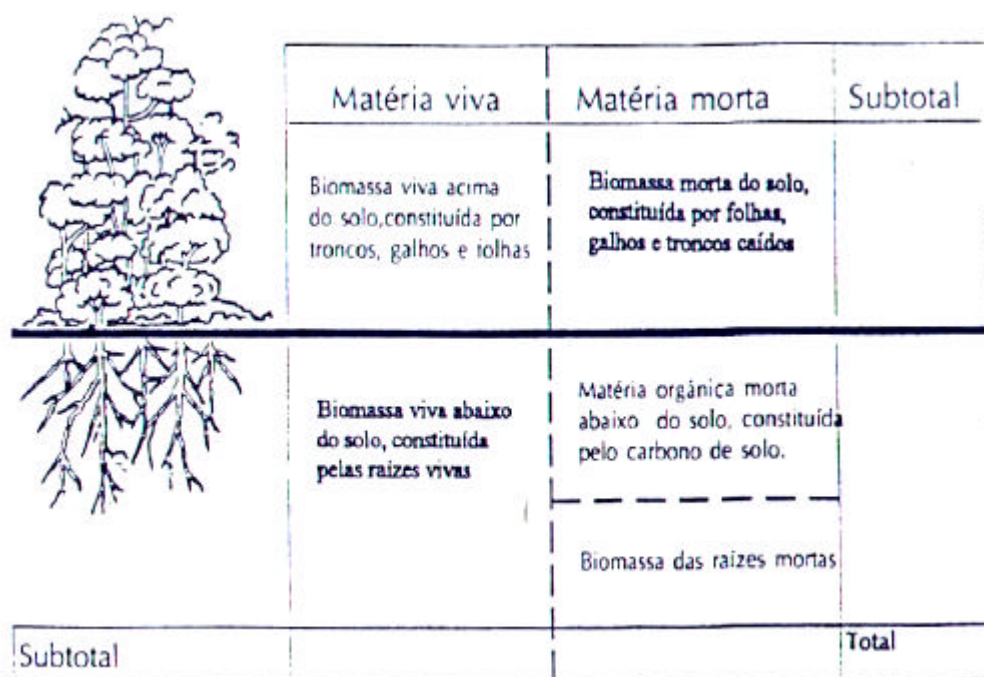 Matéria viva
Matéria morta
Subtotal
Biomassa viva acima
do solo,constituída por
troncos, galhos e iolhas
Biomassa morta do solo,
constituída por folhas,
galhos e troncos caídos
Biomassa viva abaixo
do solo, constituída
pelas raízes vivas
Matéria orgânica morta
abaixo do solo, constituída
pelo carbono de solo.
Biomassa das raízes mortas
Subtotal
Total